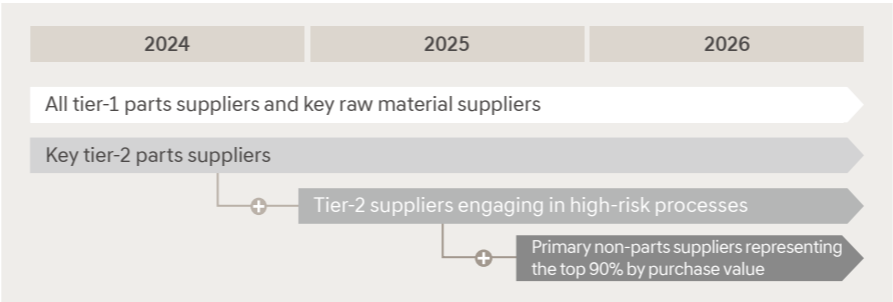 2024 2025 2026
All tier-1 parts suppliers and key raw material suppliers
Key tier-2 parts suppliers
Tier-2 suppliers engaging in high-risk processes
Primary non-parts suppliers representing
the top 90% by purchase value